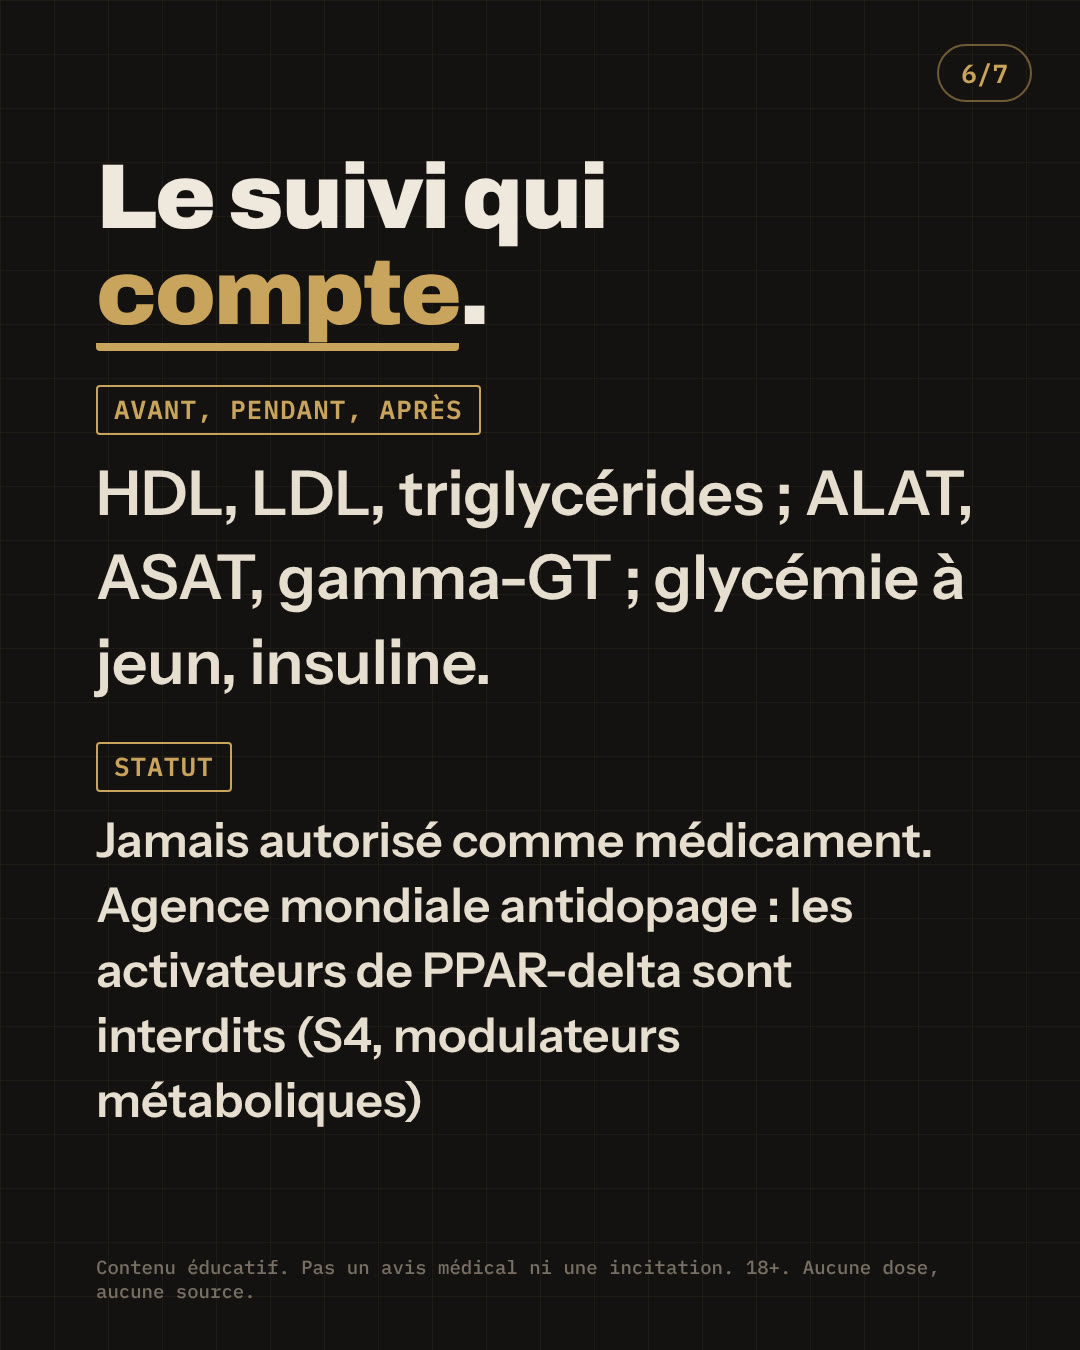 6/7
Le suivi qui
compte.
AVANT, PENDANT, APRÈS
HDL, LDL, triglycérides ; ALAT,
ASAT, gamma-GT ; glycémie à
jeun, insuline.
STATUT
Jamais autorisé comme médicament.
Agence mondiale antidopage : les
activateurs de PPAR-delta sont
interdits (S4, modulateurs
métaboliques)
Contenu éducatif. Pas un avis médical ni une incitation. 18+. Aucune dose,
aucune source.